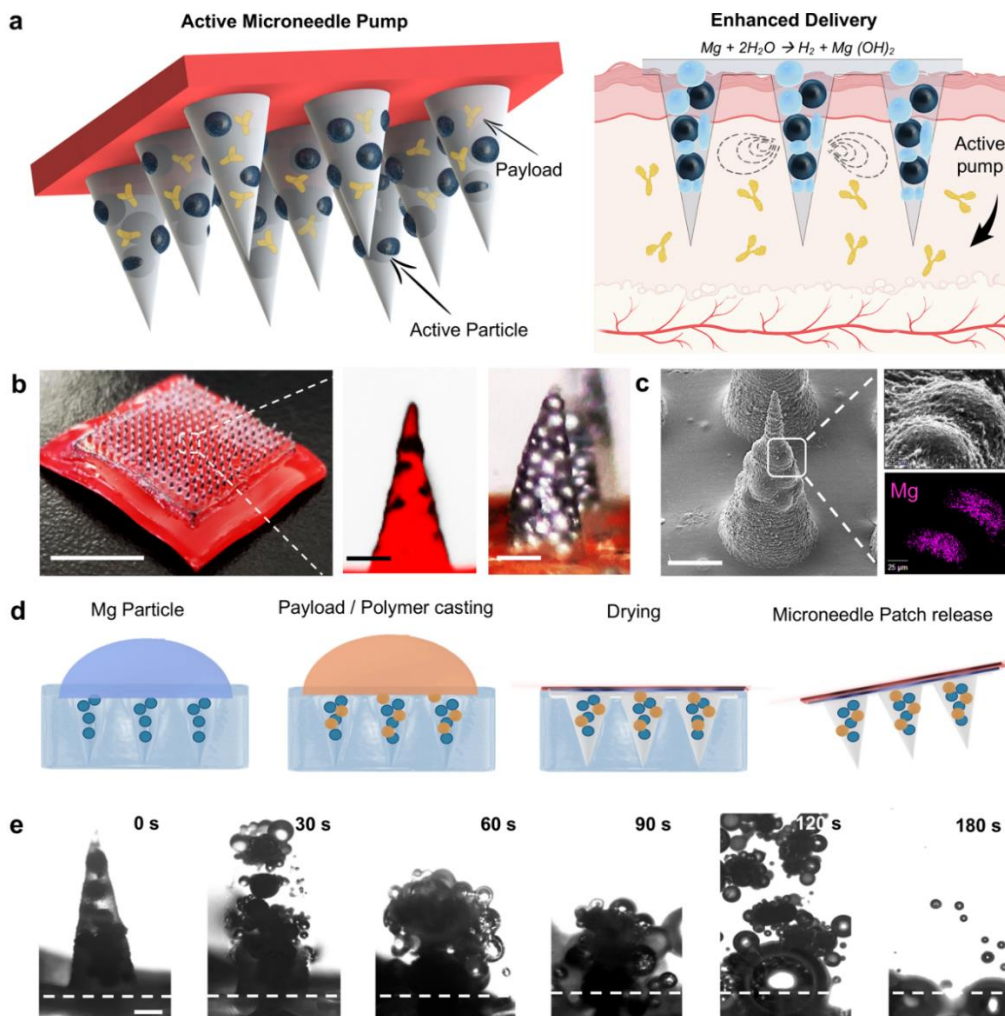 a
Active Microneedle Pump
Payload
Active Particle
Enhanced Delivery
Mg + 2H₂O → H₂ + Mg (OH)₂
Active
pump
b
c
Mg
25 µm
d
Mg Particle
Payload / Polymer casting
Drying
Microneedle Patch release
e
0 s
30 s
60 s
90 s
120 s
180 s